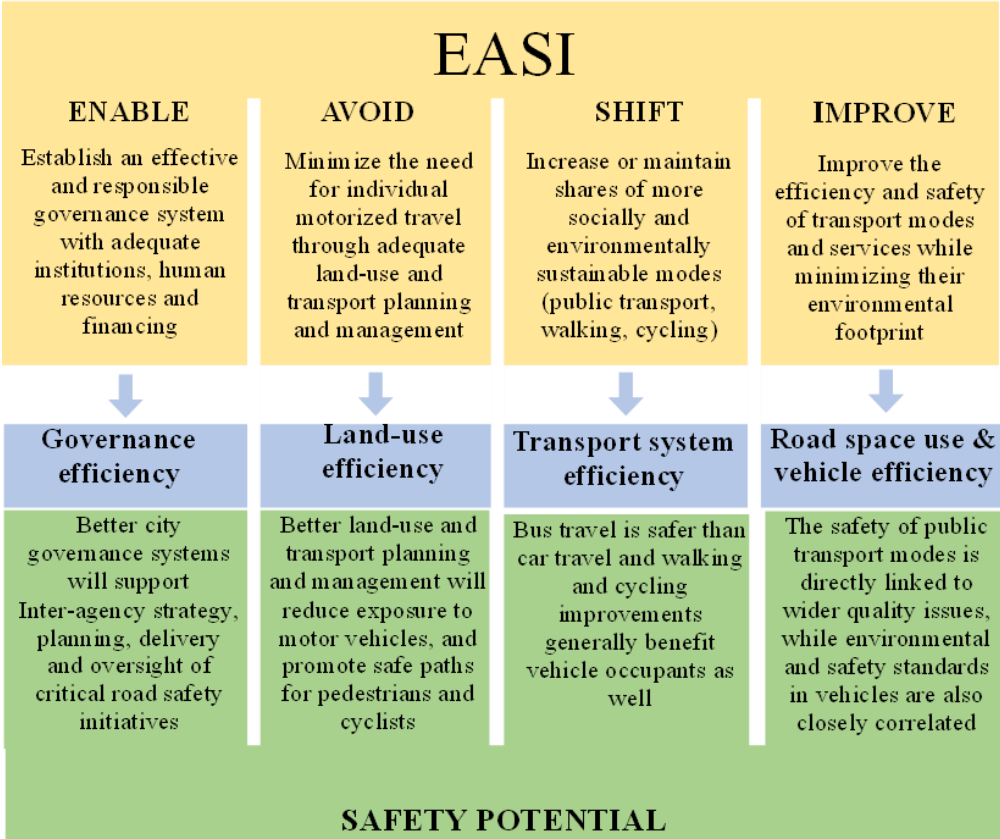 EASI
ENABLE
Establish an effective
and responsible
governance system
with adequate
institutions, human
resources and
financing
AVOID
Minimize the need
for individual
motorized travel
through adequate
land-use and
transport planning
and management
SHIFT
Increase or maintain
shares of more
socially and
environmentally
sustainable modes
(public transport,
walking, cycling)
IMPROVE
Improve the
efficiency and safety
of transport modes
and services while
minimizing their
environmental
footprint
Governance
efficiency
Land-use
efficiency
Transport system
efficiency
Road space use &
vehicle efficiency
Better city
governance systems
will support
Inter-agency strategy,
planning, delivery
and oversight of
critical road safety
initiatives
Better land-use and
transport planning
and management will
reduce exposure to
motor vehicles, and
promote safe paths
for pedestrians and
cyclists
Bus travel is safer than
car travel and walking
and cycling
improvements
generally benefit
vehicle occupants as
well
The safety of public
transport modes is
directly linked to
wider quality issues,
while environmental
and safety standards
in vehicles are also
closely correlated
SAFETY POTENTIAL